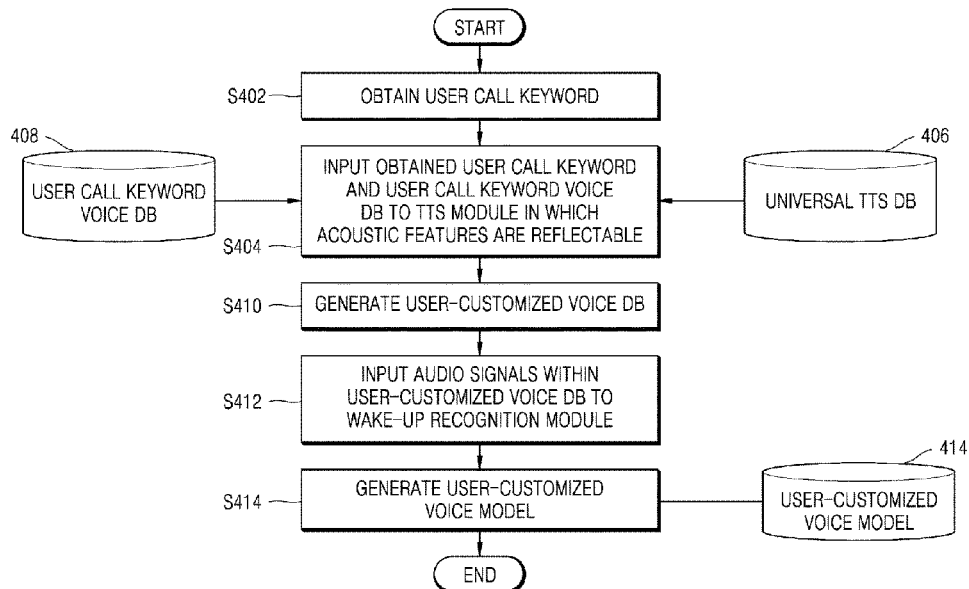 START
S402
OBTAIN USER CALL KEYWORD
408
USER CALL KEYWORD
VOICE DB
INPUT OBTAINED USER CALL KEYWORD
AND USER CALL KEYWORD VOICE
DB TO TTS MODULE IN WHICH
ACOUSTIC FEATURES ARE REFLECTABLE
S404
406
UNIVERSAL TTS DB
S410
GENERATE USER-CUSTOMIZED VOICE DB
S412
INPUT AUDIO SIGNALS WITHIN
USER-CUSTOMIZED VOICE DB TO
WAKE-UP RECOGNITION MODULE
S414
GENERATE USER-CUSTOMIZED
VOICE MODEL
414
USER-CUSTOMIZED
VOICE MODEL
END